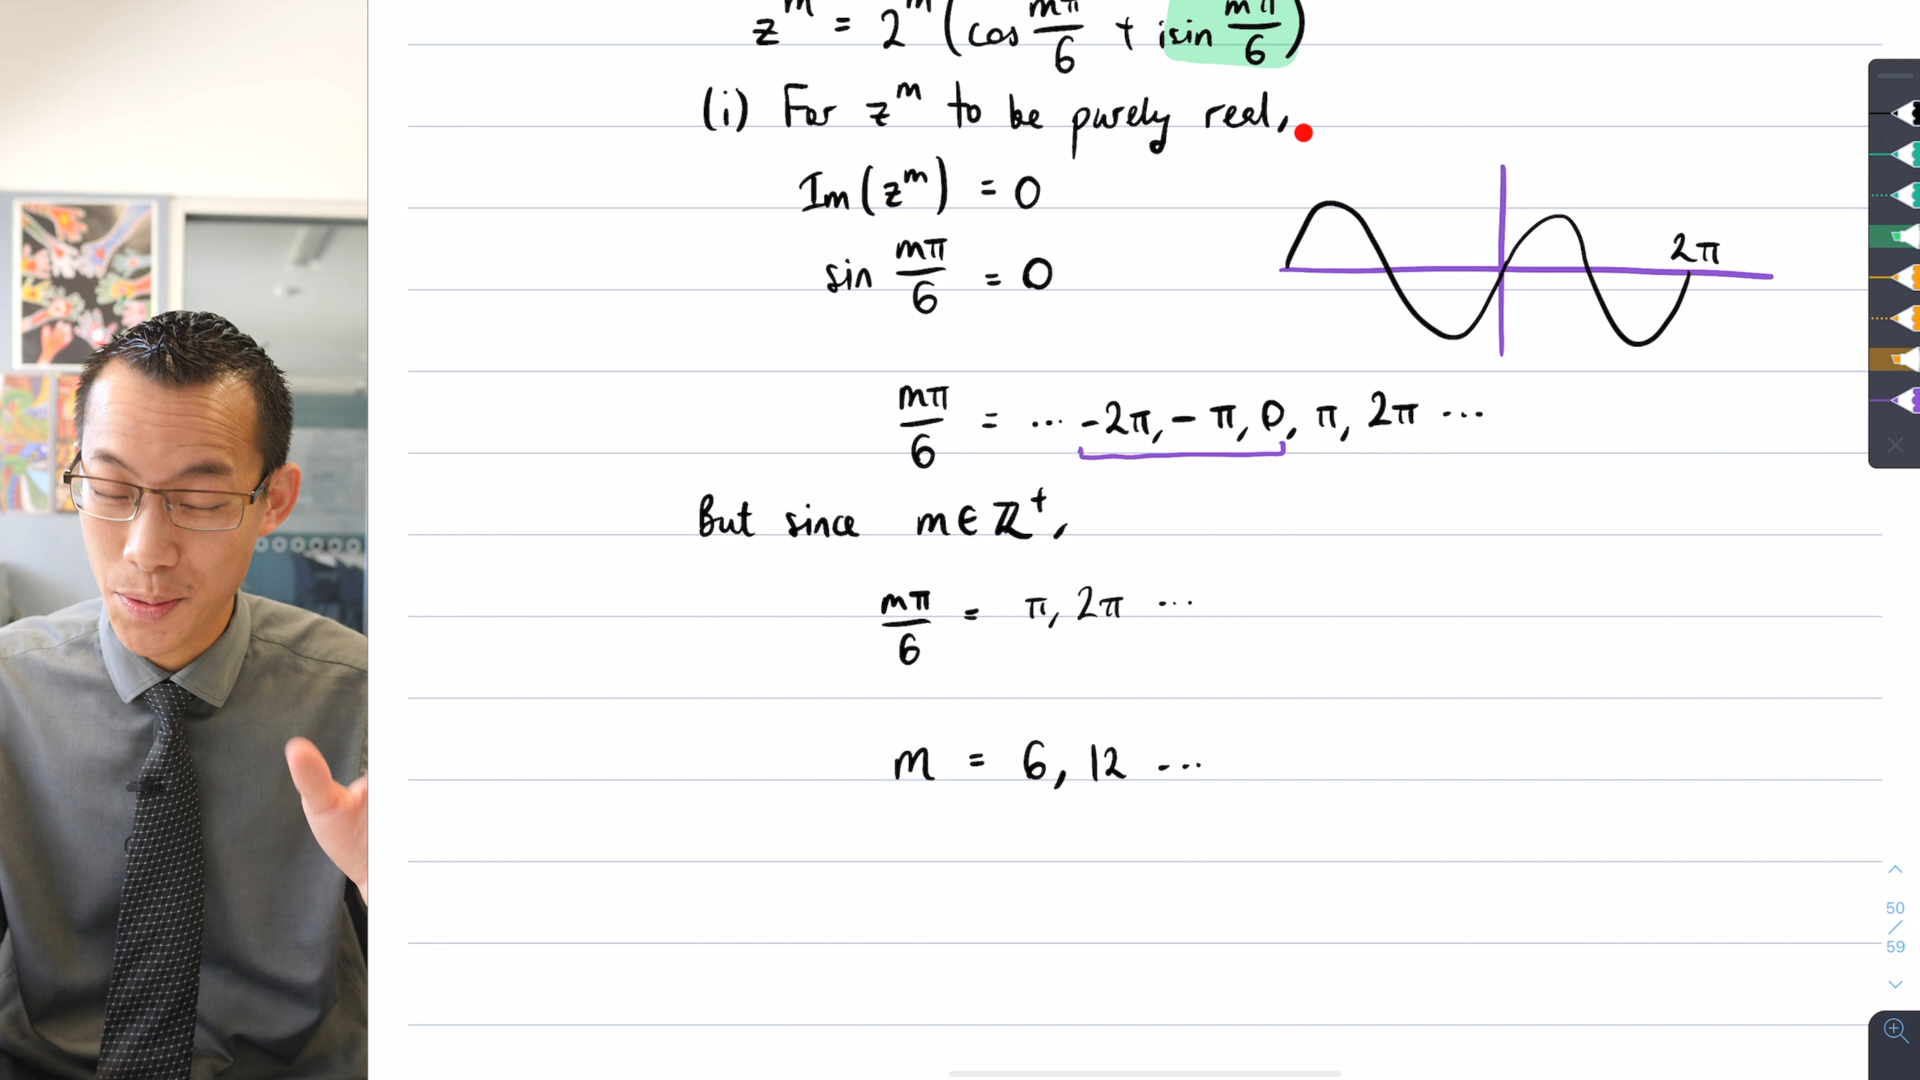 z^m = 2^m (cos mπ/6 + i sin mπ/6)
(i) For z^m to be purely real,
Im(z^m) = 0
sin mπ/6 = 0
2π
mπ/6 = ... -2π, -π, 0, π, 2π ...
But since m ∈ ℤ⁺,
mπ/6 = π, 2π ...
m = 6, 12 ...
50
/
59